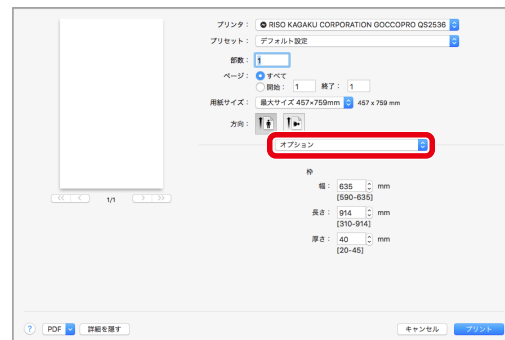 プリンタ： RISO KAGAKU CORPORATION GOCCOPRO QS2536
プリセット： デフォルト設定
部数： 1
ページ： すべて
開始： 1 終了： 1
用紙サイズ： 最大サイズ 457×759mm 457 x 759 mm
方向：
オプション
枠
幅： 635 mm
[590-635]
1/1
長さ： 914 mm
[310-914]
厚さ： 40 mm
[20-45]
? PDF 詳細を隠す キャンセル プリント